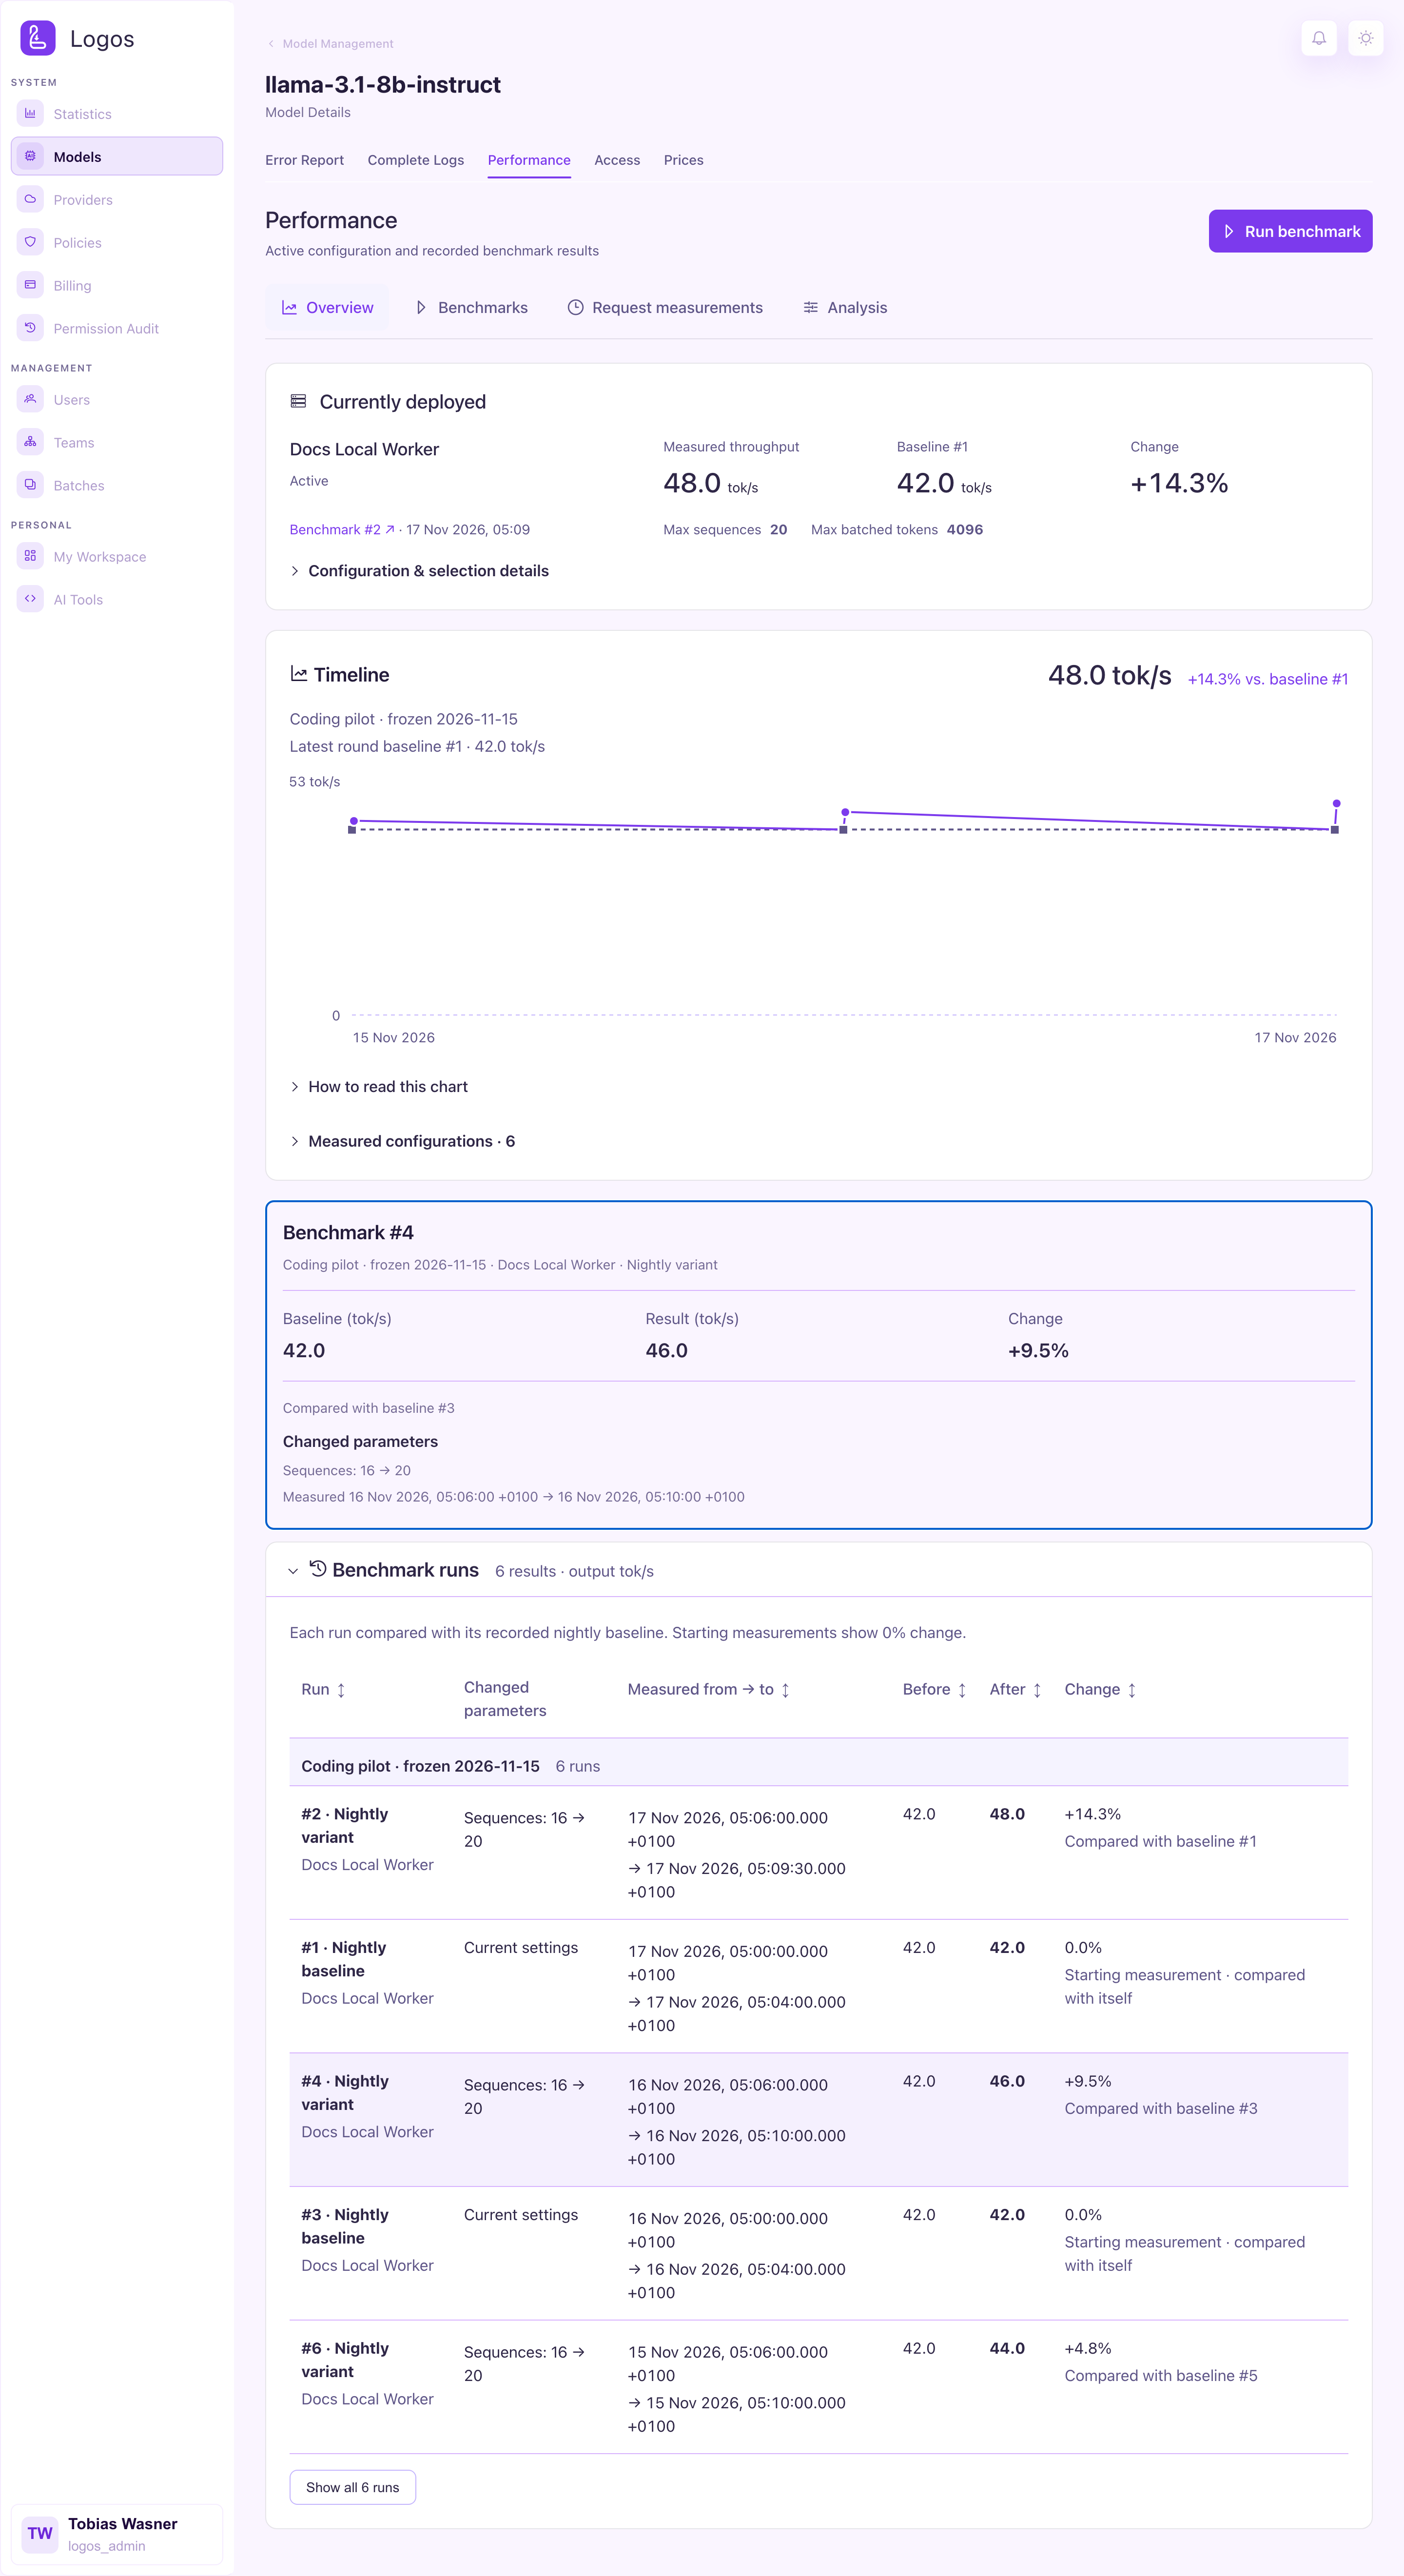 Logos
SYSTEM
Statistics
Models
Providers
Policies
Billing
Permission Audit
MANAGEMENT
Users
Teams
Batches
PERSONAL
My Workspace
AI Tools
TW
Tobias Wasner
logos_admin
Model Management
llama-3.1-8b-instruct
Model Details
Error Report Complete Logs Performance Access Prices
Performance
Active configuration and recorded benchmark results
Run benchmark
Overview Benchmarks Request measurements Analysis
Currently deployed
Docs Local Worker Measured throughput Baseline #1 Change
Active 48.0 tok/s 42.0 tok/s +14.3%
Benchmark #2 ↗ · 17 Nov 2026, 05:09 Max sequences 20 Max batched tokens 4096
Configuration & selection details
Timeline 48.0 tok/s +14.3% vs. baseline #1
Coding pilot · frozen 2026-11-15
Latest round baseline #1 · 42.0 tok/s
53 tok/s
0
15 Nov 2026 17 Nov 2026
How to read this chart
Measured configurations · 6
Benchmark #4
Coding pilot · frozen 2026-11-15 · Docs Local Worker · Nightly variant
Baseline (tok/s) Result (tok/s) Change
42.0 46.0 +9.5%
Compared with baseline #3
Changed parameters
Sequences: 16 → 20
Measured 16 Nov 2026, 05:06:00 +0100 → 16 Nov 2026, 05:10:00 +0100
Benchmark runs 6 results · output tok/s
Each run compared with its recorded nightly baseline. Starting measurements show 0% change.
Run ↕ Changed parameters Measured from → to ↕ Before ↕ After ↕ Change ↕
Coding pilot · frozen 2026-11-15 6 runs
#2 · Nightly variant
Docs Local Worker
Sequences: 16 → 20
17 Nov 2026, 05:06:00.000 +0100
→ 17 Nov 2026, 05:09:30.000 +0100
42.0 48.0 +14.3%
Compared with baseline #1
#1 · Nightly baseline
Docs Local Worker
Current settings
17 Nov 2026, 05:00:00.000 +0100
→ 17 Nov 2026, 05:04:00.000 +0100
42.0 42.0 0.0%
Starting measurement · compared with itself
#4 · Nightly variant
Docs Local Worker
Sequences: 16 → 20
16 Nov 2026, 05:06:00.000 +0100
→ 16 Nov 2026, 05:10:00.000 +0100
42.0 46.0 +9.5%
Compared with baseline #3
#3 · Nightly baseline
Docs Local Worker
Current settings
16 Nov 2026, 05:00:00.000 +0100
→ 16 Nov 2026, 05:04:00.000 +0100
42.0 42.0 0.0%
Starting measurement · compared with itself
#6 · Nightly variant
Docs Local Worker
Sequences: 16 → 20
15 Nov 2026, 05:06:00.000 +0100
→ 15 Nov 2026, 05:10:00.000 +0100
42.0 44.0 +4.8%
Compared with baseline #5
Show all 6 runs